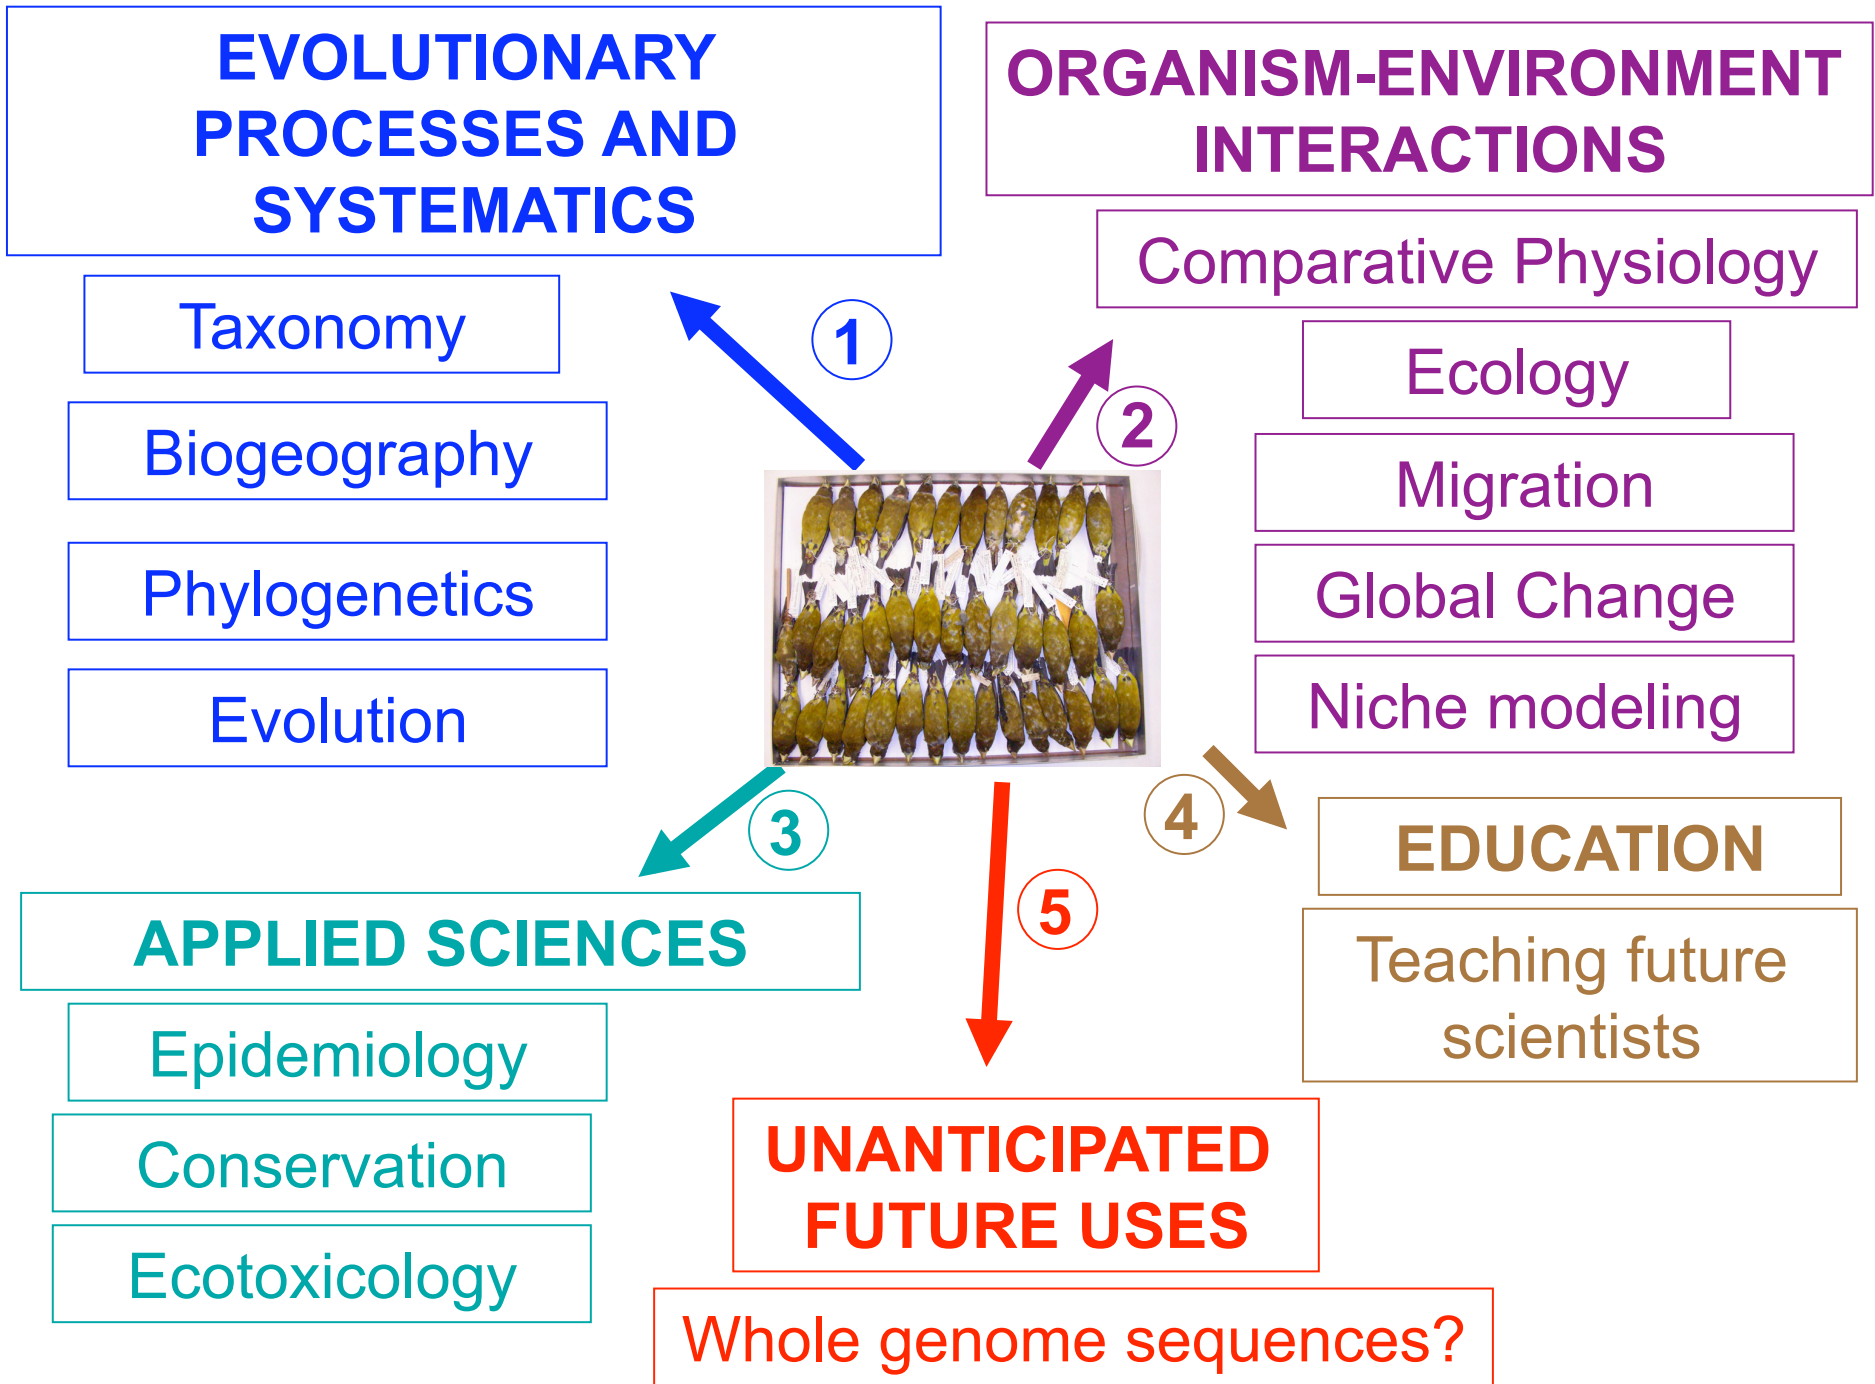 EVOLUTIONARY
PROCESSES AND
SYSTEMATICS
Taxonomy
Biogeography
Phylogenetics
Evolution
1
ORGANISM-ENVIRONMENT
INTERACTIONS
Comparative Physiology
Ecology
Migration
Global Change
Niche modeling
2
3
APPLIED SCIENCES
Epidemiology
Conservation
Ecotoxicology
4
EDUCATION
Teaching future
scientists
5
UNANTICIPATED
FUTURE USES
Whole genome sequences?